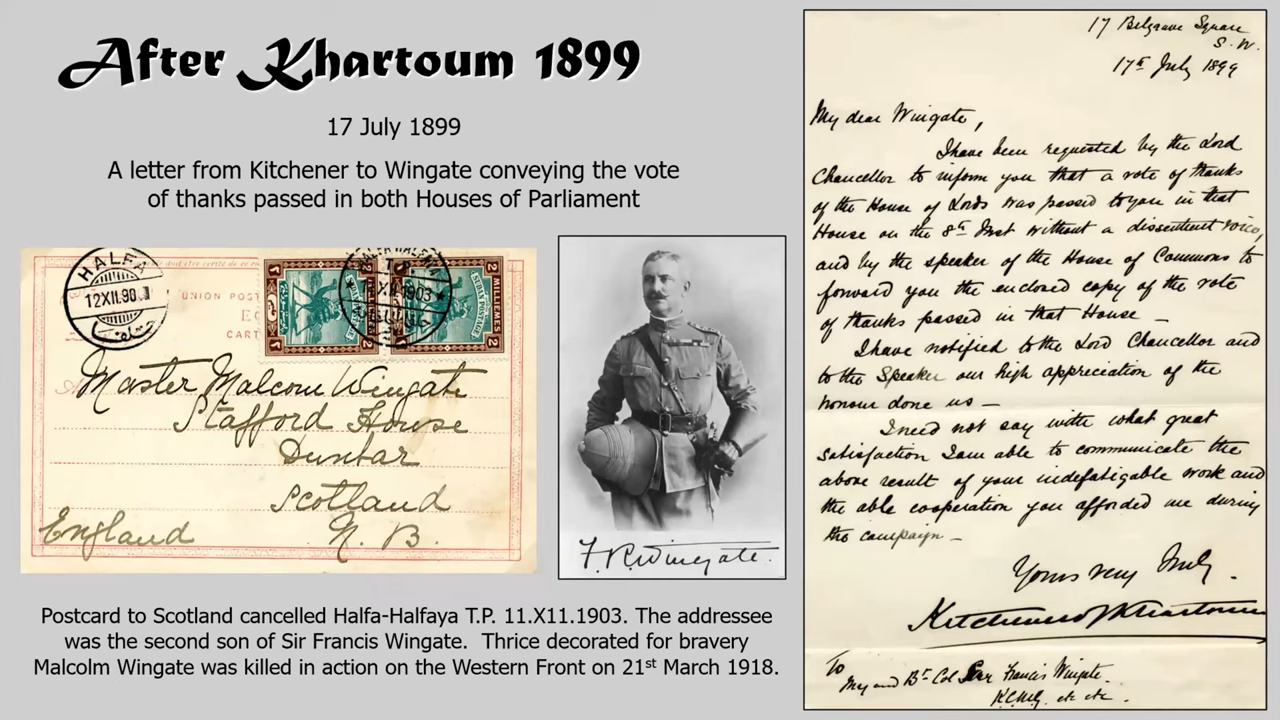 After Khartoum 1899
17 July 1899
A letter from Kitchener to Wingate conveying the vote
of thanks passed in both Houses of Parliament
HALFA
12XII.90
UNION POST
CART
2 MILLIEMES 2
Master Malcom Wingate
Stafford House
Dunbar
Scotland
England N. B.
F. R. Wingate.
Postcard to Scotland cancelled Halfa-Halfaya T.P. 11.X11.1903. The addressee
was the second son of Sir Francis Wingate. Thrice decorated for bravery
Malcolm Wingate was killed in action on the Western Front on 21st March 1918.
17 Belgrave Square
S. W.
17th July 1899
My dear Wingate,
I have been requested by the Lord
Chancellor to inform you that a vote of thanks
of the House of Lords was passed to you in that
House on the 8th Inst without a dissentient voice,
and by the speaker of the House of Commons to
forward you the enclosed copy of the vote
of thanks passed in that House —
I have notified to the Lord Chancellor and
to the Speaker our high appreciation of the
honour done us —
I need not say with what great
satisfaction I am able to communicate the
above result of your indefatigable work and
the able cooperation you afforded me during
the campaign —
Yours very truly.
Kitchener of Khartoum
To
and Bt Col Sir Francis Wingate.
K.C.M.G. etc etc.